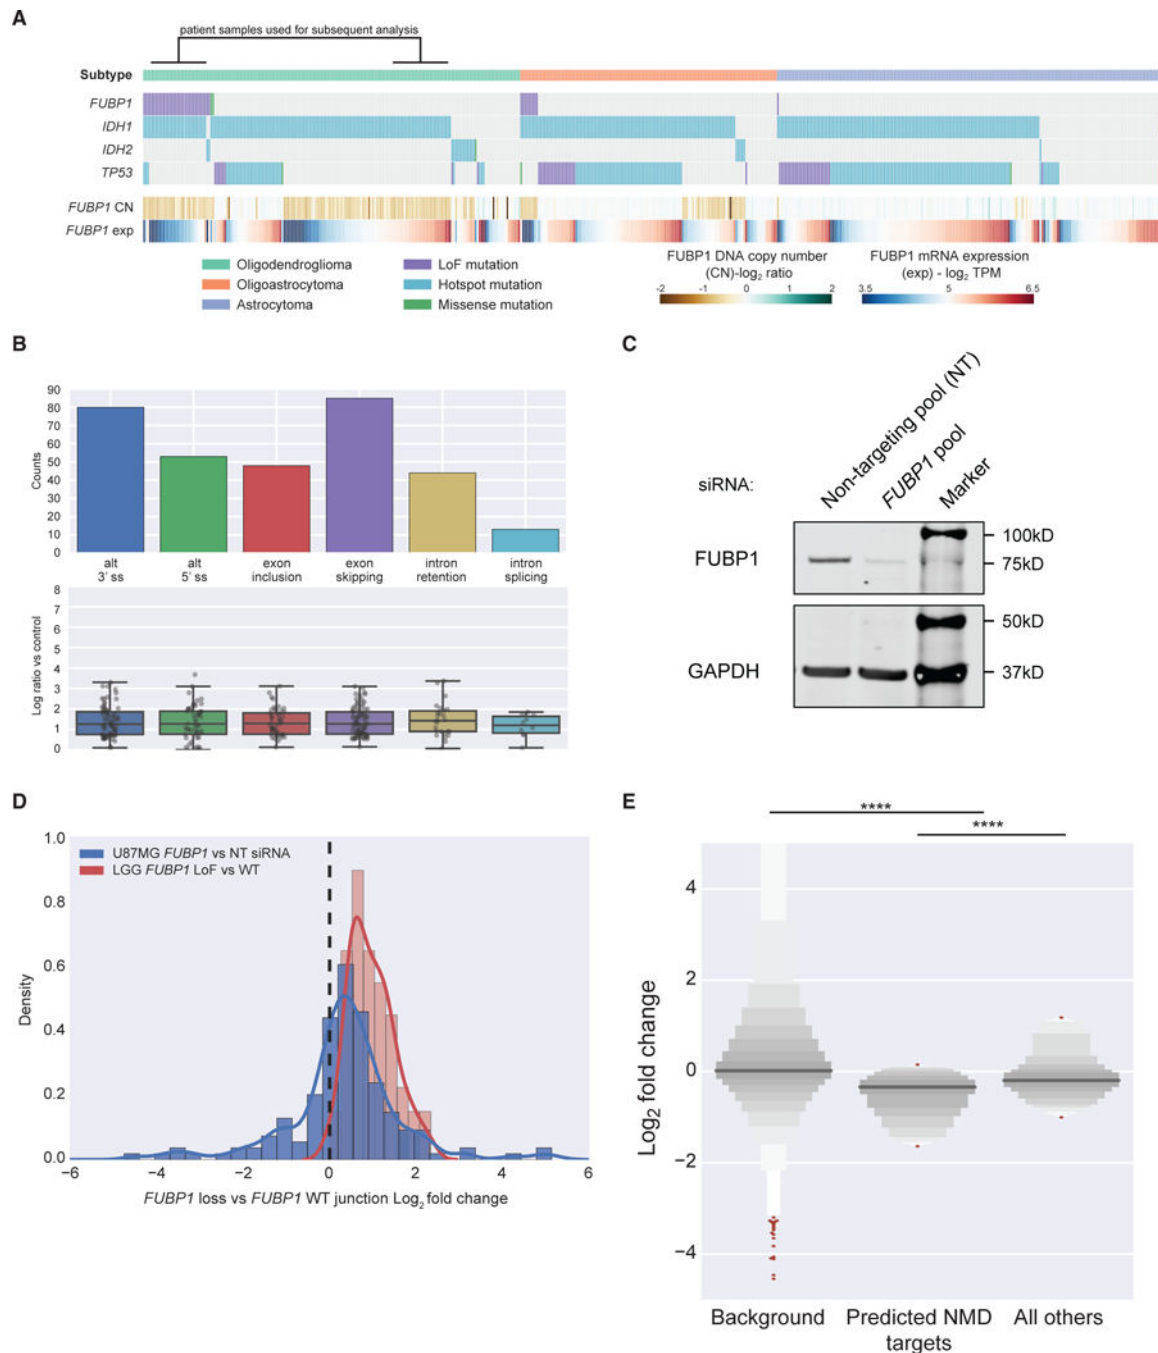 A
patient samples used for subsequent analysis
Subtype
FUBP1
IDH1
IDH2
TP53
FUBP1 CN
FUBP1 exp
Oligodendroglioma
Oligoastrocytoma
Astrocytoma
LoF mutation
Hotspot mutation
Missense mutation
FUBP1 DNA copy number
(CN)-log2 ratio
-2 -1 0 1 2
FUBP1 mRNA expression
(exp) - log2 TPM
3.5 5 6.5
B
Counts
90
80
70
60
50
40
30
20
10
0
alt
3′ ss
alt
5′ ss
exon
inclusion
exon
skipping
intron
retention
intron
splicing
Log ratio vs control
8
7
6
5
4
3
2
1
0
C
siRNA:
Non-targeting pool (NT)
FUBP1 pool
Marker
FUBP1
100kD
75kD
GAPDH
50kD
37kD
D
U87MG FUBP1 vs NT siRNA
LGG FUBP1 LoF vs WT
Density
1.0
0.8
0.6
0.4
0.2
0.0
−6 −4 −2 0 2 4 6
FUBP1 loss vs FUBP1 WT junction Log2 fold change
E
****
****
Log2 fold change
4
2
0
−2
−4
Background
Predicted NMD
targets
All others